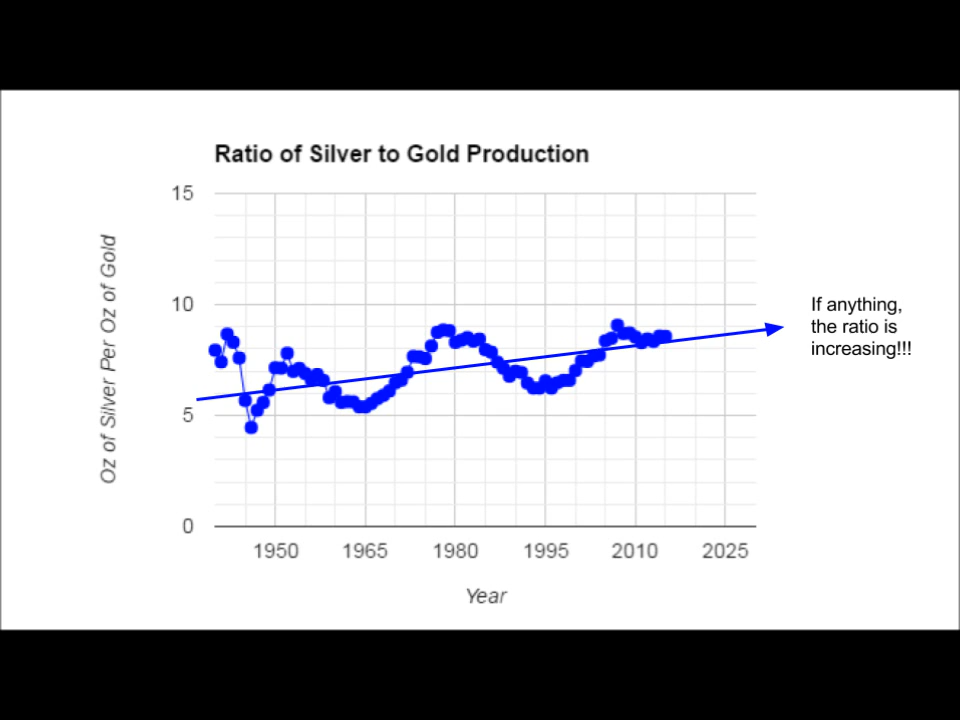 Ratio of Silver to Gold Production
15
10
5
0
Oz of Silver Per Oz of Gold
1950 1965 1980 1995 2010 2025
Year
If anything,
the ratio is
increasing!!!